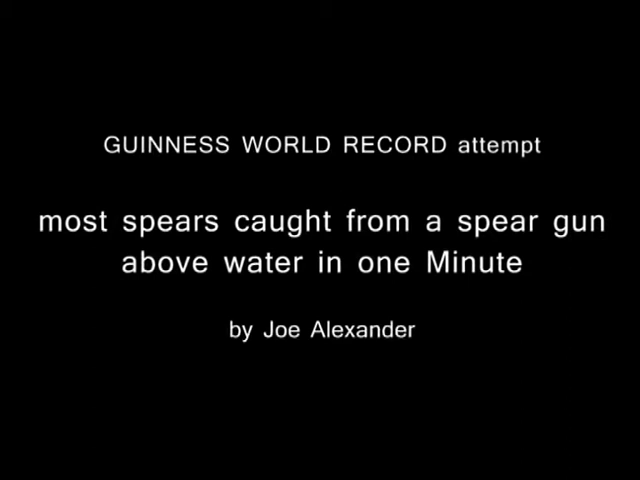 GUINNESS WORLD RECORD attempt
most spears caught from a spear gun
above water in one Minute
by Joe Alexander